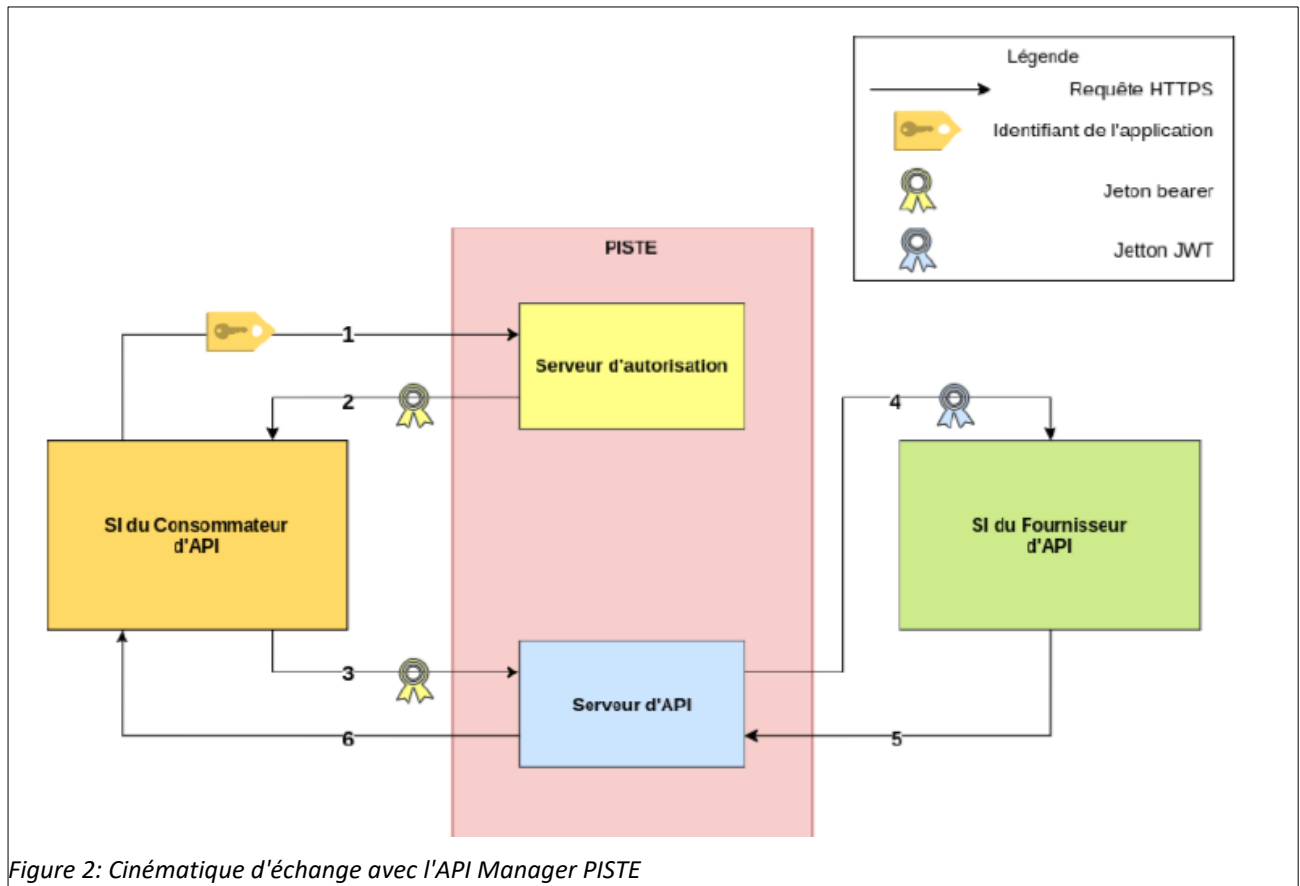 Légende
Requête HTTPS
Identifiant de l'application
Jeton bearer
Jetton JWT
PISTE
1
Serveur d'autorisation
2
4
SI du Consommateur
d'API
SI du Fournisseur
d'API
3
Serveur d'API
6
5
Figure 2: Cinématique d'échange avec l'API Manager PISTE